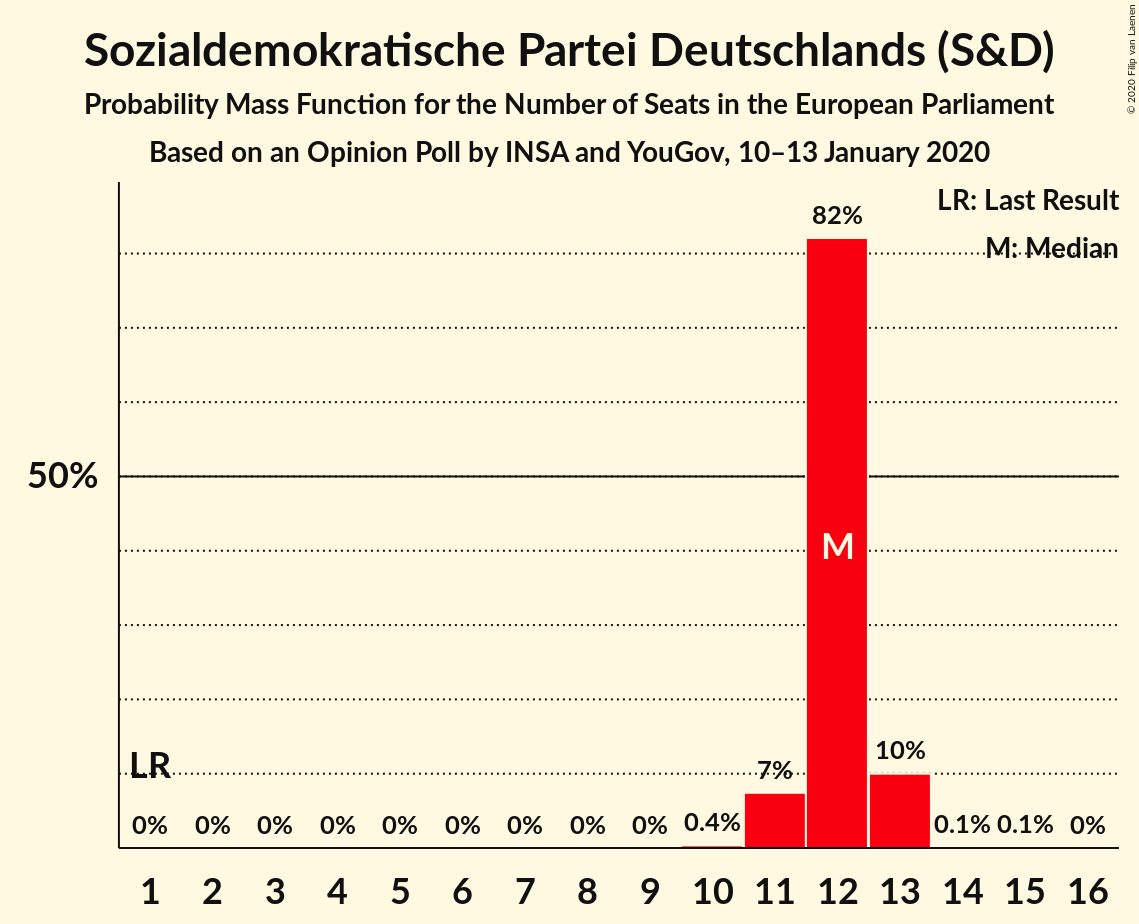 Sozialdemokratische Partei Deutschlands (S&D)
Probability Mass Function for the Number of Seats in the European Parliament
Based on an Opinion Poll by INSA and YouGov, 10–13 January 2020
© 2020 Filip van Laenen
LR: Last Result
M: Median
82%
50%
M
LR
7%
10%
0% 0% 0% 0% 0% 0% 0% 0% 0% 0.4% 0.1% 0.1% 0%
1 2 3 4 5 6 7 8 9 10 11 12 13 14 15 16